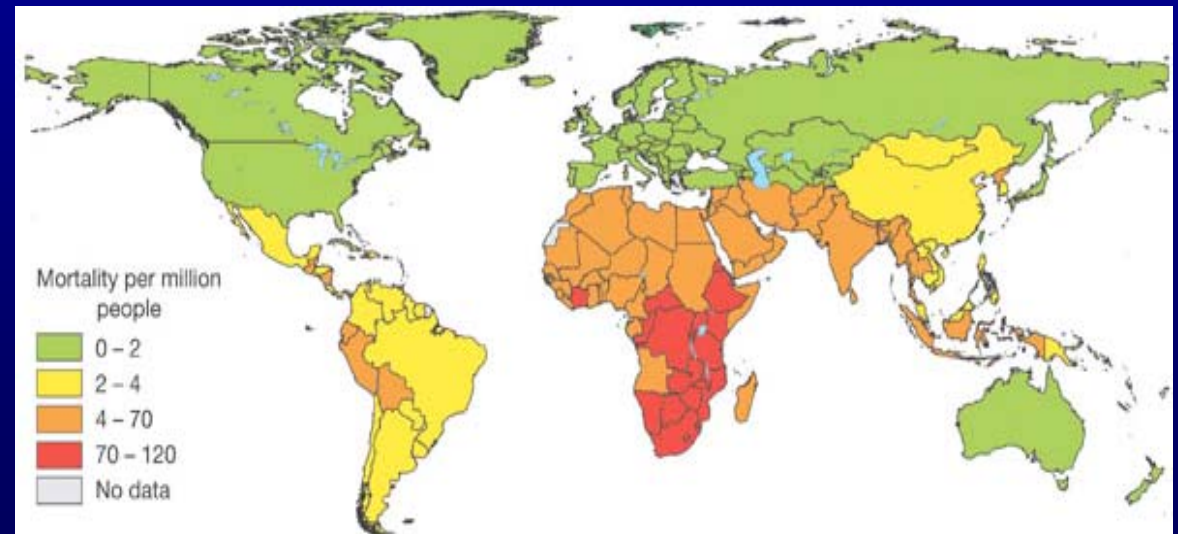 Mortality per million
people
0 – 2
2 – 4
4 – 70
70 – 120
No data